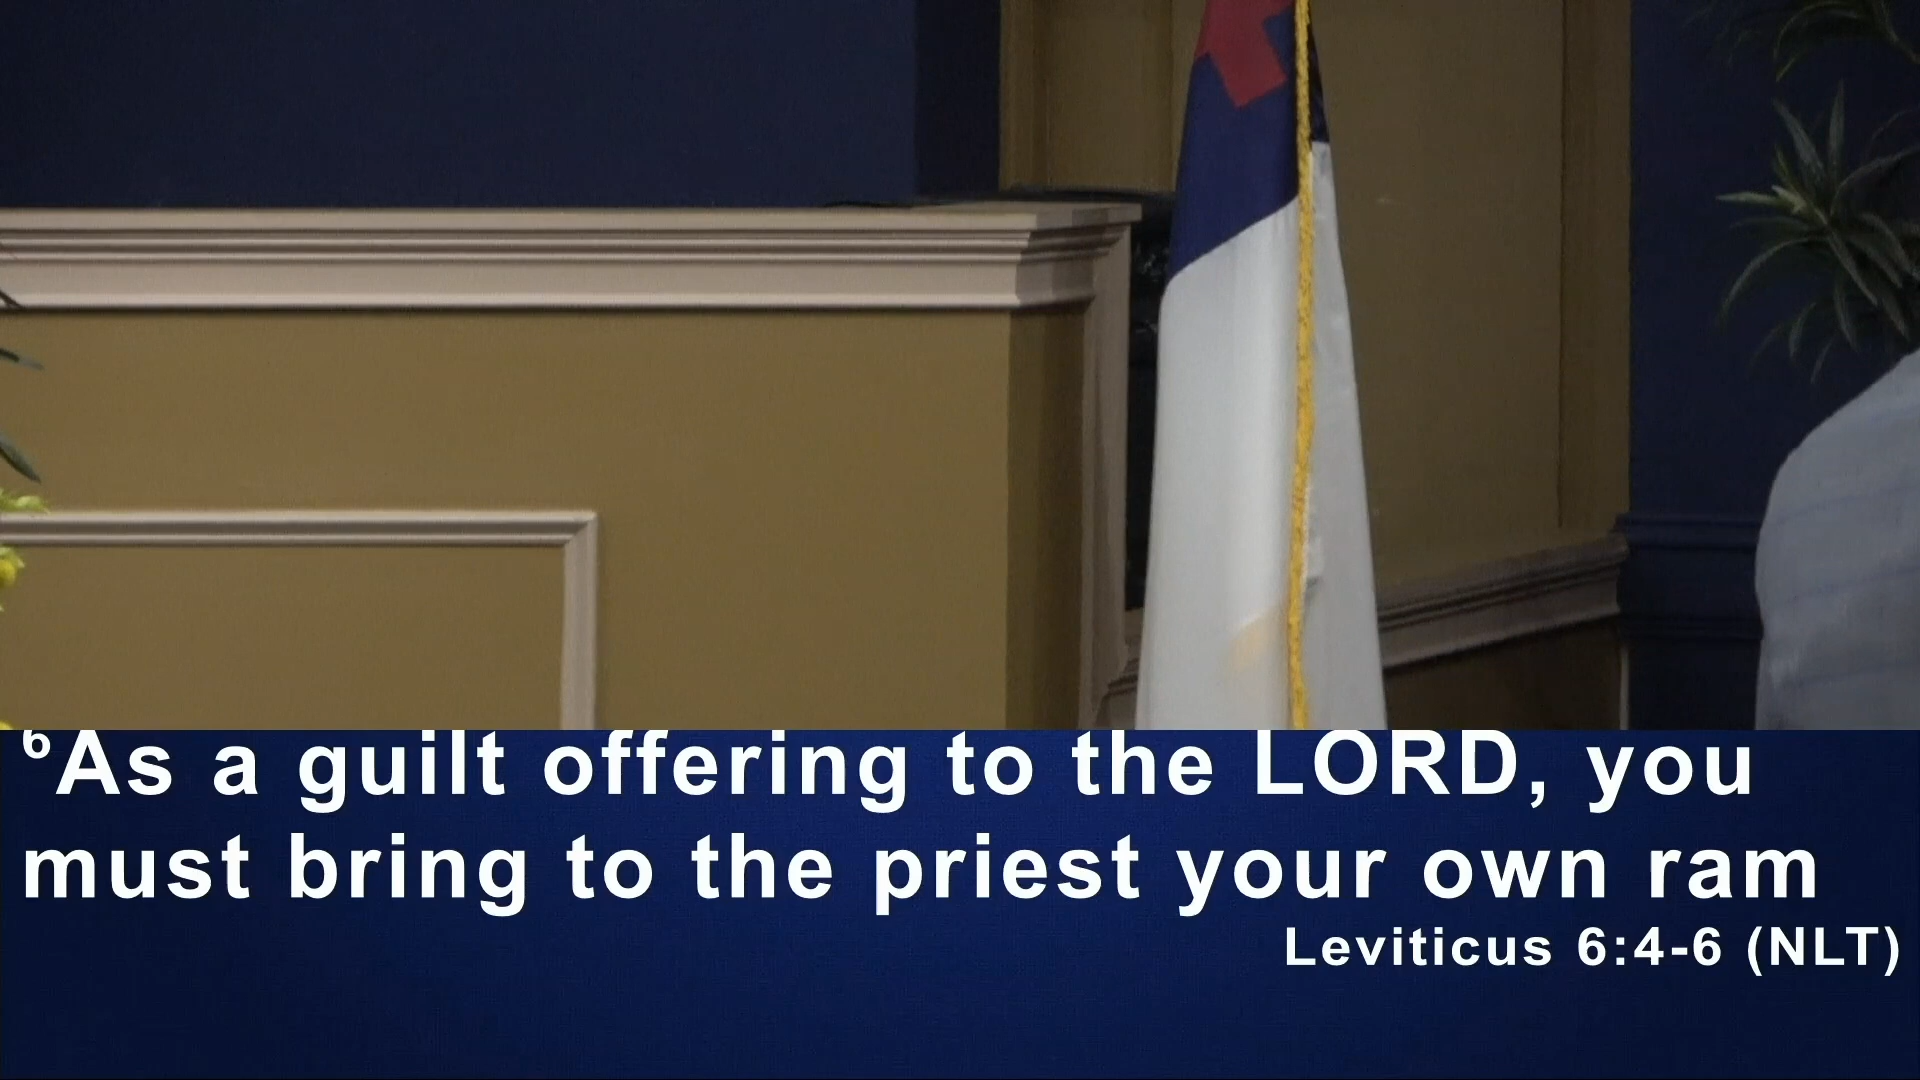 ⁶As a guilt offering to the LORD, you
must bring to the priest your own ram
Leviticus 6:4-6 (NLT)